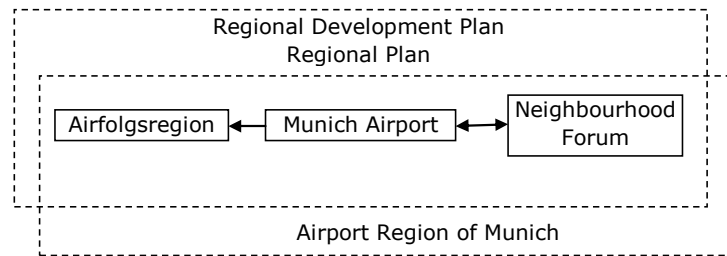 Regional Development Plan
Regional Plan
Airfolgsregion
Munich Airport
Neighbourhood
Forum
Airport Region of Munich